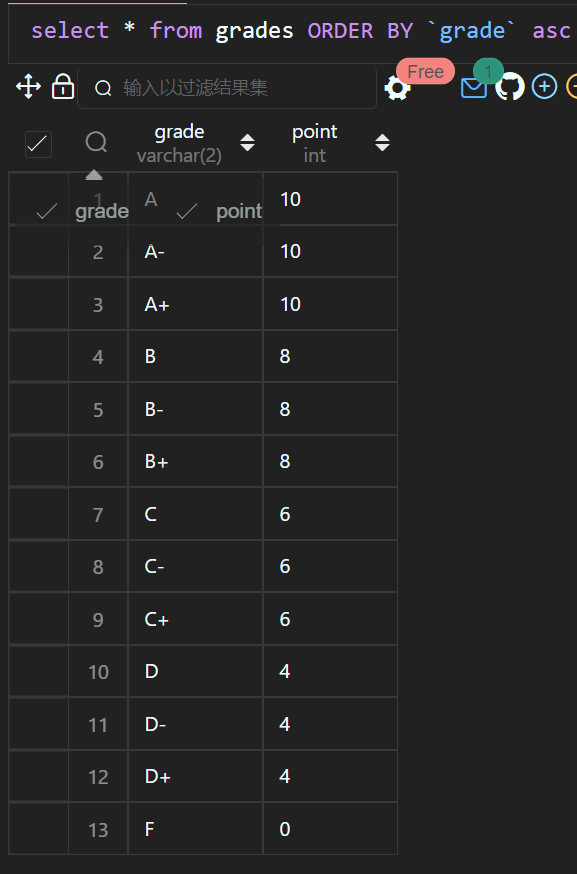 select * from grades ORDER BY `grade` asc
输入以过滤结果集 Free 1
grade point
varchar(2) int
1 A 10
grade point
2 A- 10
3 A+ 10
4 B 8
5 B- 8
6 B+ 8
7 C 6
8 C- 6
9 C+ 6
10 D 4
11 D- 4
12 D+ 4
13 F 0